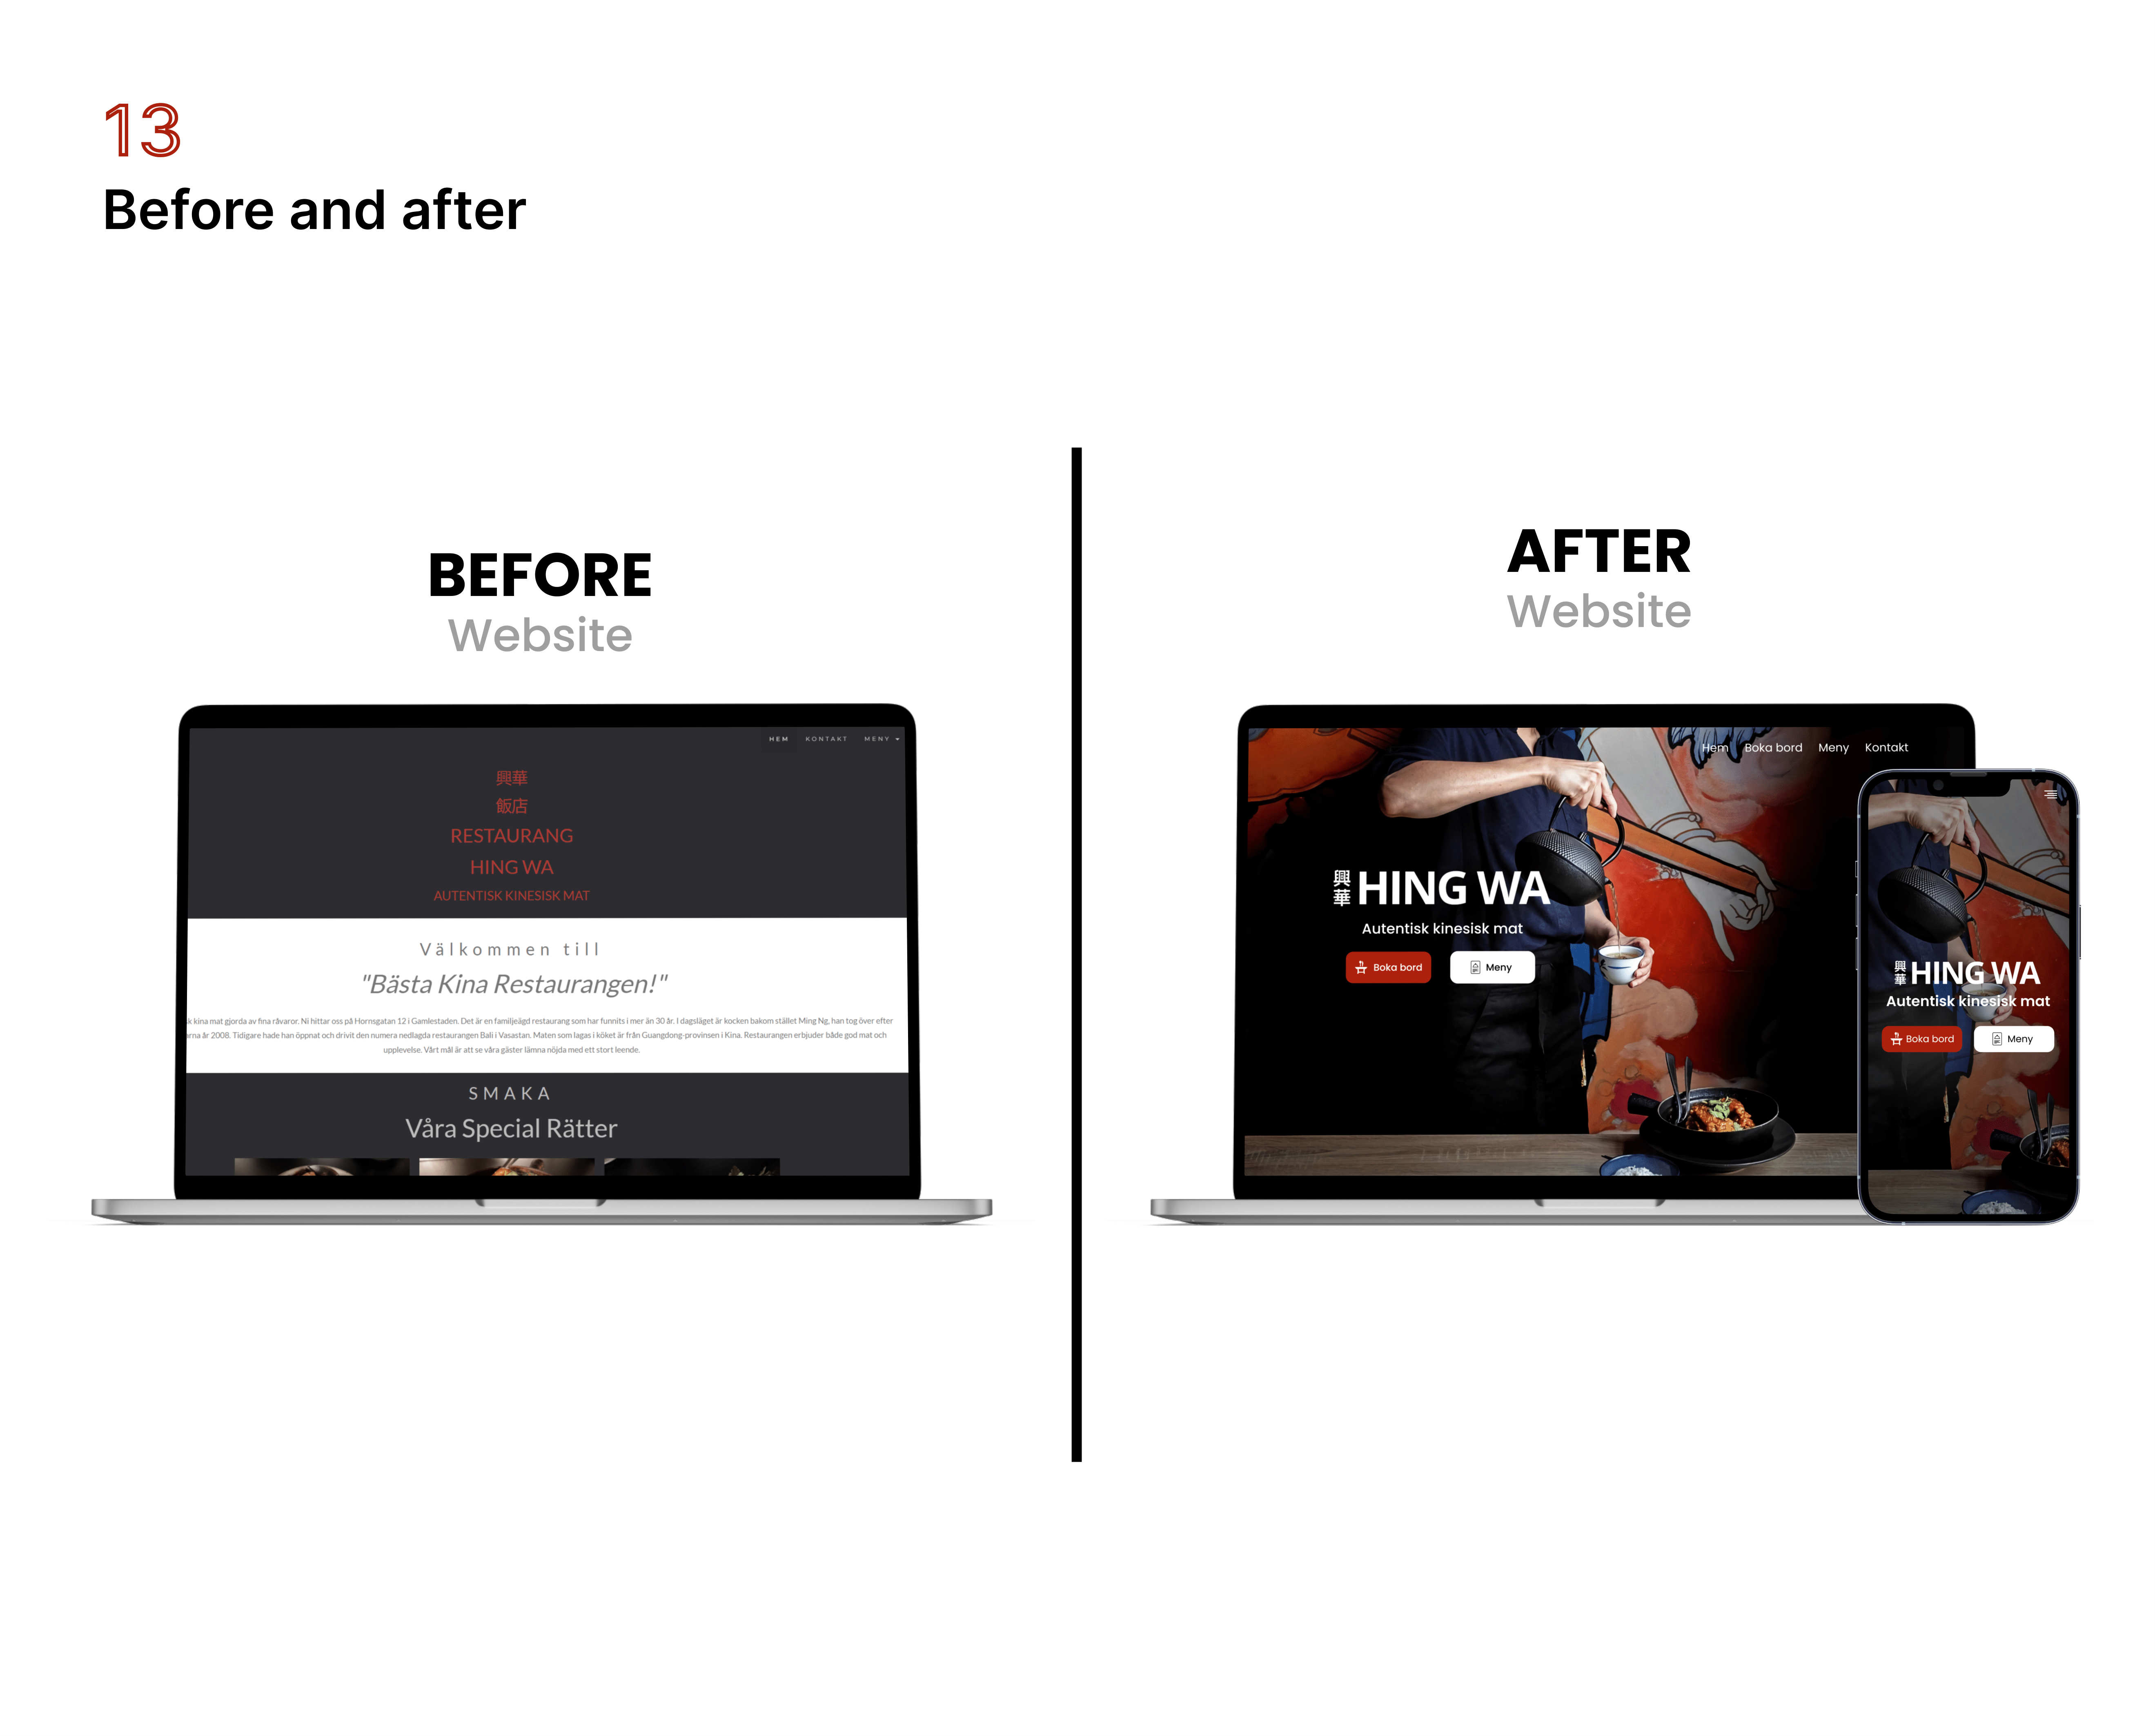 13
Before and after
BEFORE
Website
HEM KONTAKT MENY
興華
飯店
RESTAURANG
HING WA
AUTENTISK KINESISK MAT
Välkommen till
"Bästa Kina Restaurangen!"
kina mat gjorda av fina råvaror. Ni hittar oss på Hornsgatan 12 i Gamlestaden. Det är en familjeägd restaurang som har funnits i mer än 30 år. I dagsläget är kocken bakom stället Ming Ng, han tog över efter
år 2008. Tidigare hade han öppnat och drivit den numera nedlagda restaurangen Bali i Vasastan. Maten som lagas i köket är från Guangdong-provinsen i Kina. Restaurangen erbjuder både god mat och
upplevelse. Vårt mål är att se våra gäster lämna nöjda med ett stort leende.
SMAKA
Våra Special Rätter
AFTER
Website
Hem Boka bord Meny Kontakt
興華 HING WA
Autentisk kinesisk mat
Boka bord Meny
興華 HING WA
Autentisk kinesisk mat
Boka bord Meny